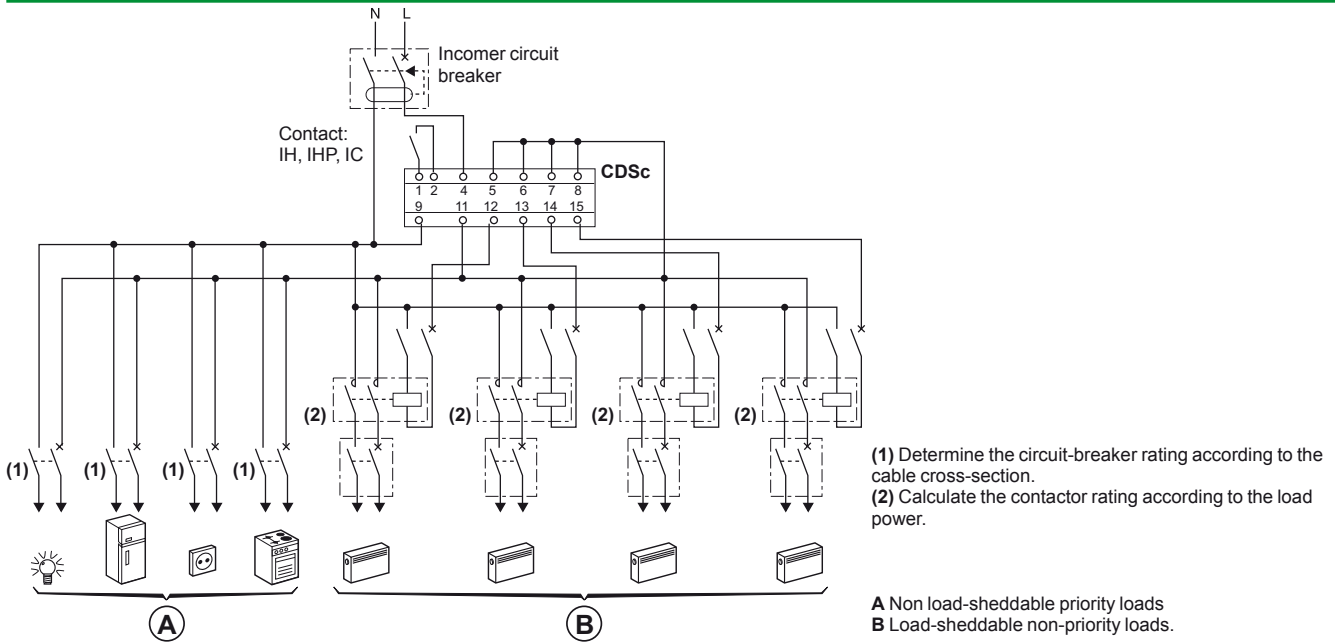 N L
Incomer circuit
breaker
Contact:
IH, IHP, IC
CDSc
1 2 4 5 6 7 8
9 11 12 13 14 15
(2) (2) (2) (2)
(1) (1) (1) (1)
(1) Determine the circuit-breaker rating according to the
cable cross-section.
(2) Calculate the contactor rating according to the load
power.
A B
A Non load-sheddable priority loads
B Load-sheddable non-priority loads.